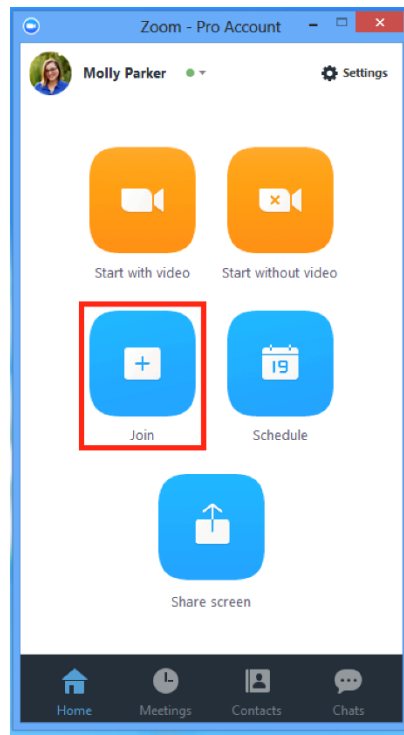 Zoom - Pro Account
Molly Parker
Settings
Start with video
Start without video
Join
19
Schedule
Share screen
Home
Meetings
Contacts
Chats